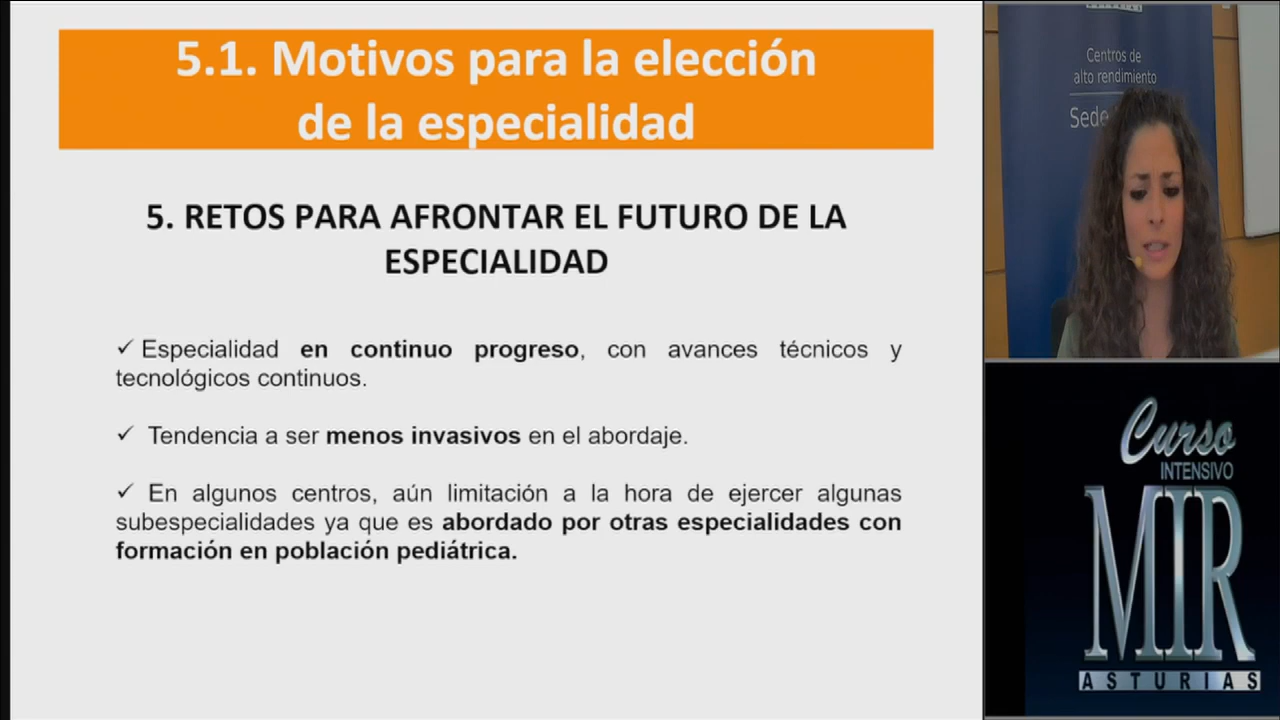 5.1. Motivos para la elección
de la especialidad
5. RETOS PARA AFRONTAR EL FUTURO DE LA
ESPECIALIDAD
✓ Especialidad en continuo progreso, con avances técnicos y
tecnológicos continuos.
✓ Tendencia a ser menos invasivos en el abordaje.
✓ En algunos centros, aún limitación a la hora de ejercer algunas
subespecialidades ya que es abordado por otras especialidades con
formación en población pediátrica.
Centros de
alto rendimiento
Sede
Curso
INTENSIVO
MIR
ASTURIAS